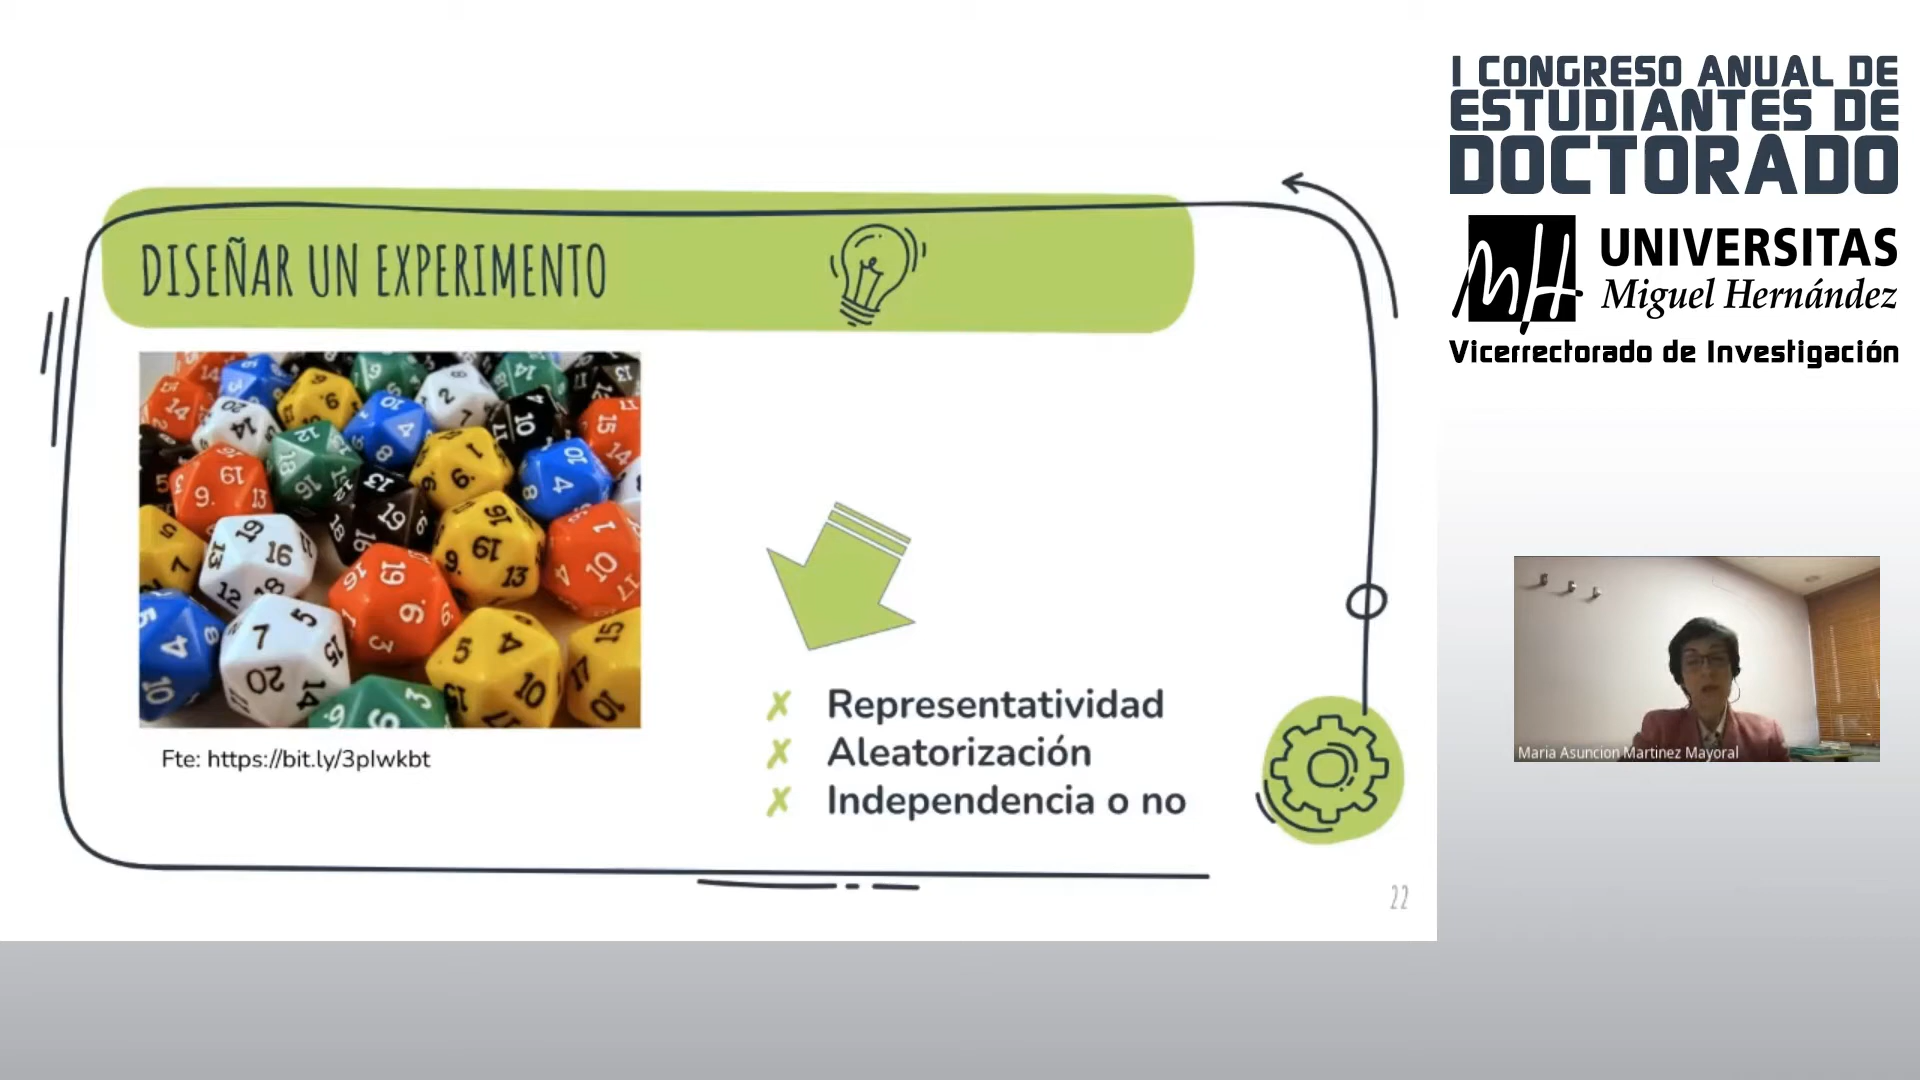 I CONGRESO ANUAL DE
ESTUDIANTES DE
DOCTORADO
UNIVERSITAS
Miguel Hernández
Vicerrectorado de Investigación
DISEÑAR UN EXPERIMENTO
Fte: https://bit.ly/3pIwkbt
✗ Representatividad
✗ Aleatorización
✗ Independencia o no
22
Maria Asuncion Martinez Mayoral